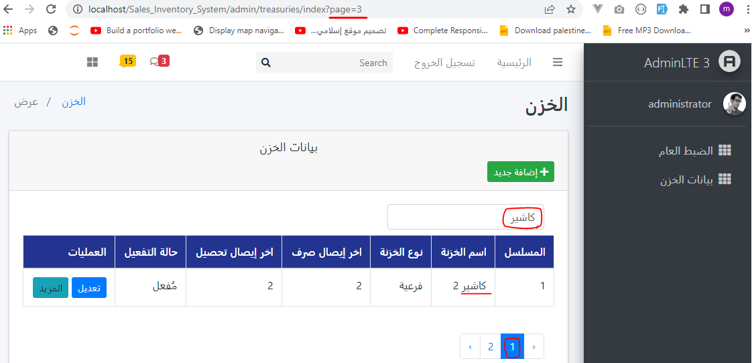 localhost/Sales_Inventory_System/admin/treasuries/index?page=3
Apps
Build a portfolio we...
Display map naviga...
تصميم موقع إسلامي...
Complete Responsi...
Download palestine...
Free MP3 Downloa...
»
m
AdminLTE 3
administrator
الضبط العام
بيانات الخزن
الرئيسية
تسجيل الخروج
Search
3
15
الخزن
الخزن / عرض
بيانات الخزن
+ إضافة جديد
كاشير
المسلسل اسم الخزنة نوع الخزنة اخر إيصال صرف اخر إيصال تحصيل حالة التفعيل العمليات
1 كاشير 2 فرعية 2 2 مُفعل تعديل المزيد
‹ 1 2 ›